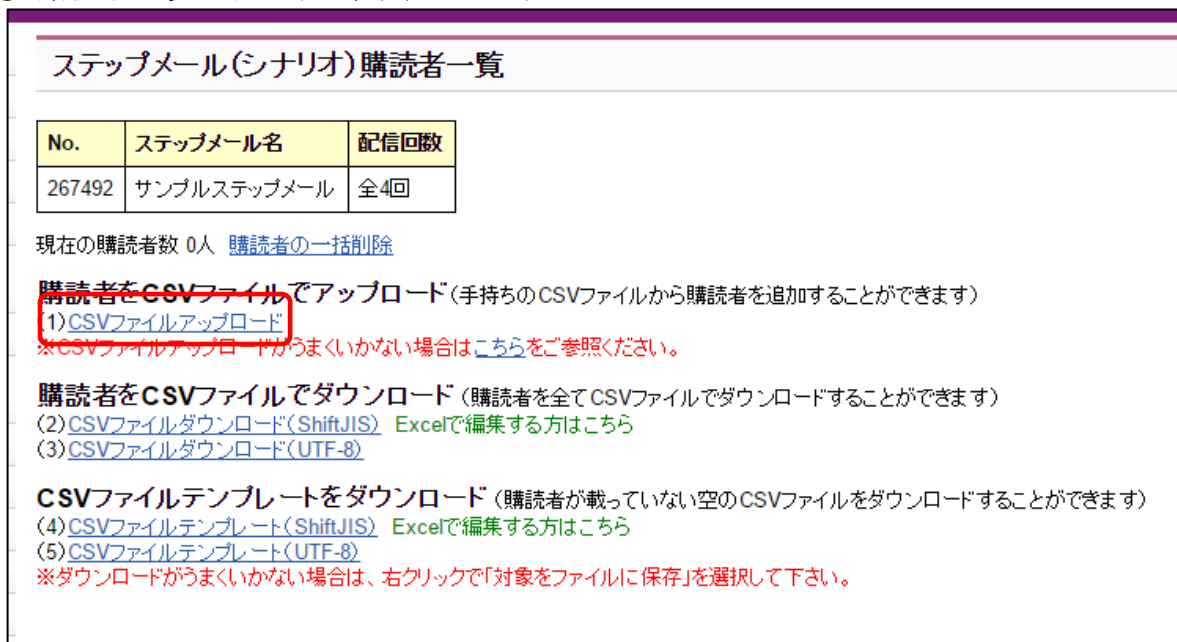 ステップメール(シナリオ)購読者一覧
No. ステップメール名 配信回数
267492 サンプルステップメール 全4回
現在の購読者数 0人 購読者の一括削除
購読者をCSVファイルでアップロード(手持ちのCSVファイルから購読者を追加することができます)
(1)CSVファイルアップロード
※CSVファイルアップロードがうまくいかない場合はこちらをご参照ください。
購読者をCSVファイルでダウンロード(購読者を全てCSVファイルでダウンロードすることができます)
(2)CSVファイルダウンロード(ShiftJIS) Excelで編集する方はこちら
(3)CSVファイルダウンロード(UTF-8)
CSVファイルテンプレートをダウンロード(購読者が載っていない空のCSVファイルをダウンロードすることができます)
(4)CSVファイルテンプレート(ShiftJIS) Excelで編集する方はこちら
(5)CSVファイルテンプレート(UTF-8)
※ダウンロードがうまくいかない場合は、右クリックで「対象をファイルに保存」を選択して下さい。